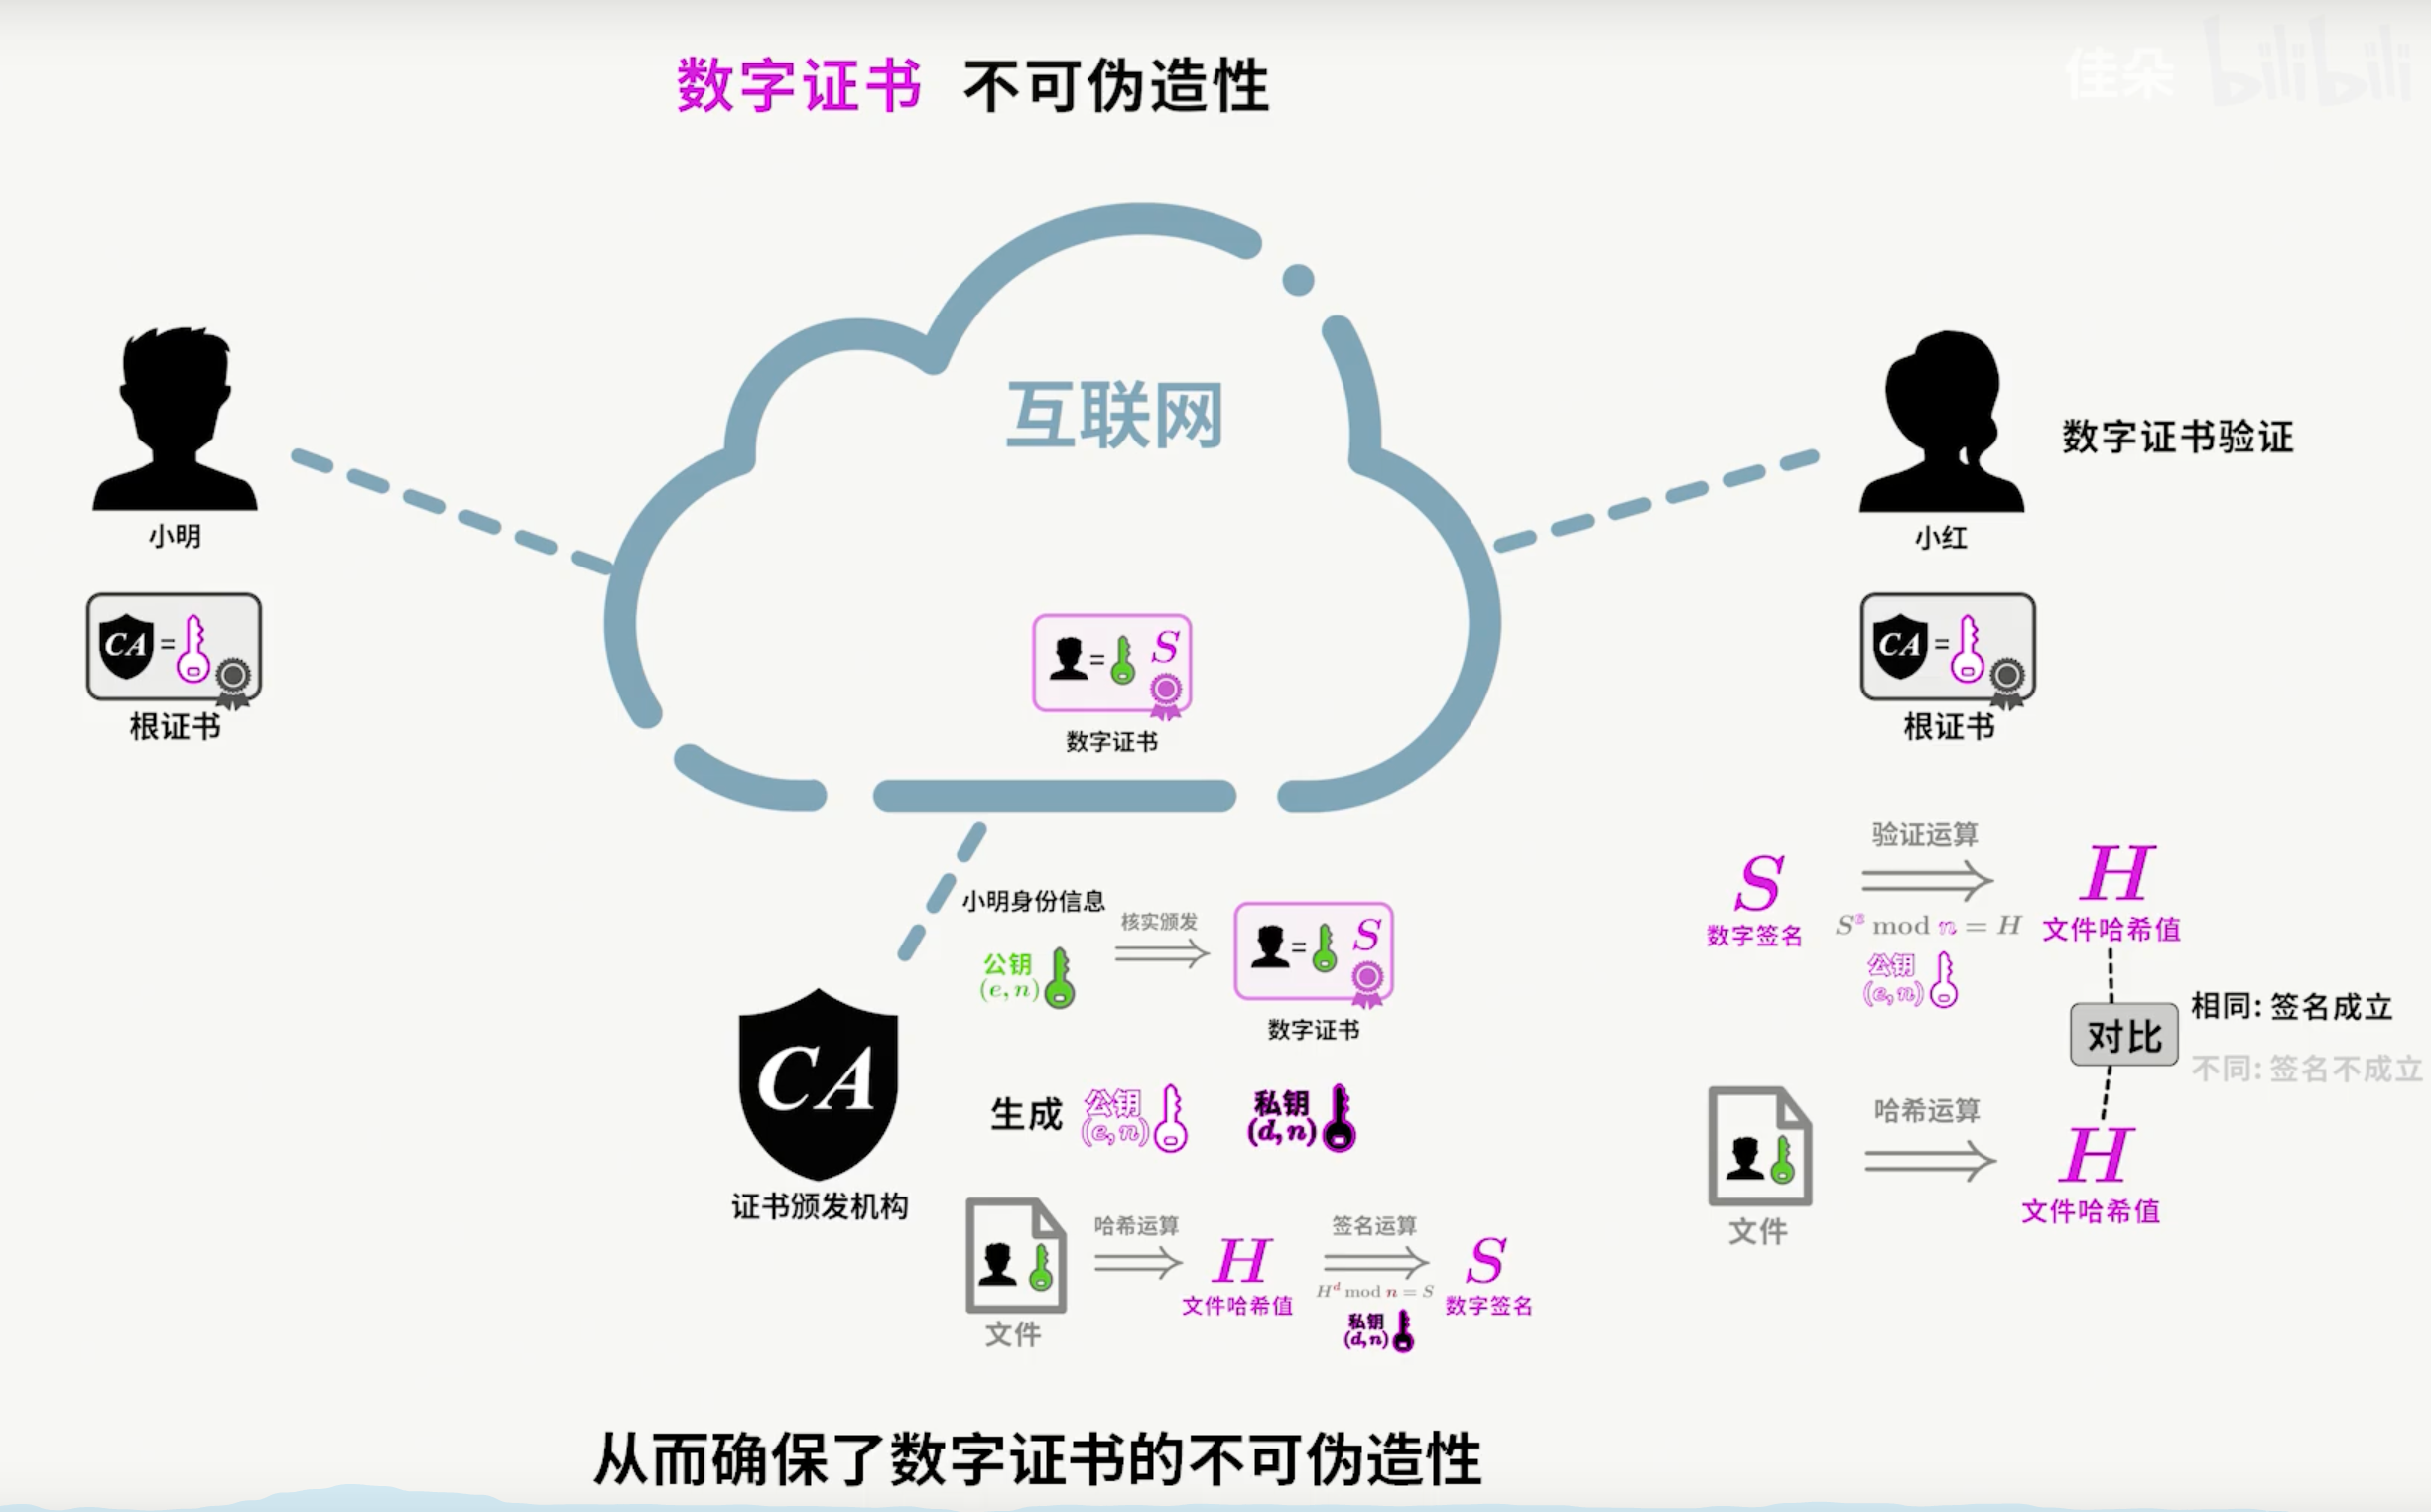 数字证书 不可伪造性
佳朵 bilibili
互联网
小明
小红
数字证书验证
CA =
根证书
= S
数字证书
CA =
根证书
小明身份信息
公钥
(e, n)
核实颁发
= S
数字证书
CA
证书颁发机构
生成
公钥
(e, n)
私钥
(d, n)
文件
哈希运算
H
文件哈希值
签名运算
H^d mod n = S
私钥
(d, n)
S
数字签名
S
数字签名
验证运算
S^e mod n = H
公钥
(e, n)
H
文件哈希值
对比
相同: 签名成立
不同: 签名不成立
文件
哈希运算
H
文件哈希值
从而确保了数字证书的不可伪造性